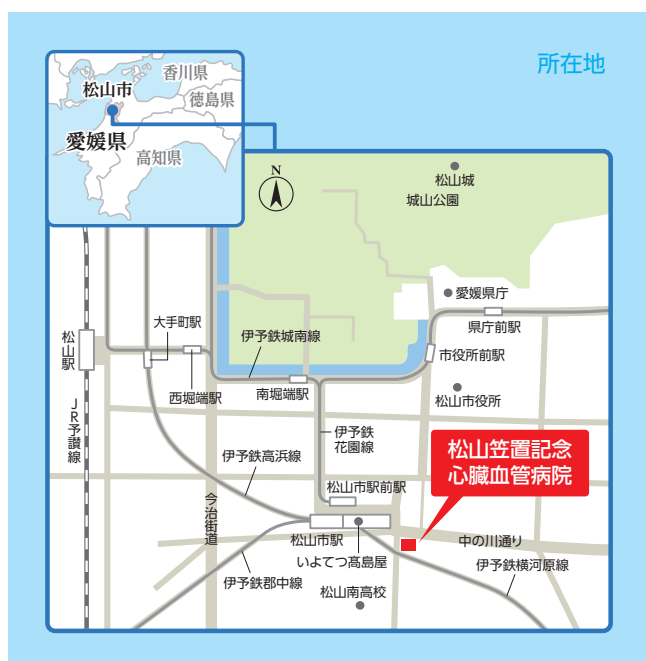 所在地
香川県
松山市
徳島県
愛媛県
高知県
N
松山城
城山公園
愛媛県庁
県庁前駅
大手町駅
伊予鉄城南線
市役所前駅
松山駅
西堀端駅
南堀端駅
松山市役所
JR予讃線
伊予鉄
花園線
松山笠置記念
心臓血管病院
伊予鉄高浜線
松山市駅前駅
今治街道
松山市駅
中の川通り
いよてつ髙島屋
伊予鉄横河原線
伊予鉄郡中線
松山南高校